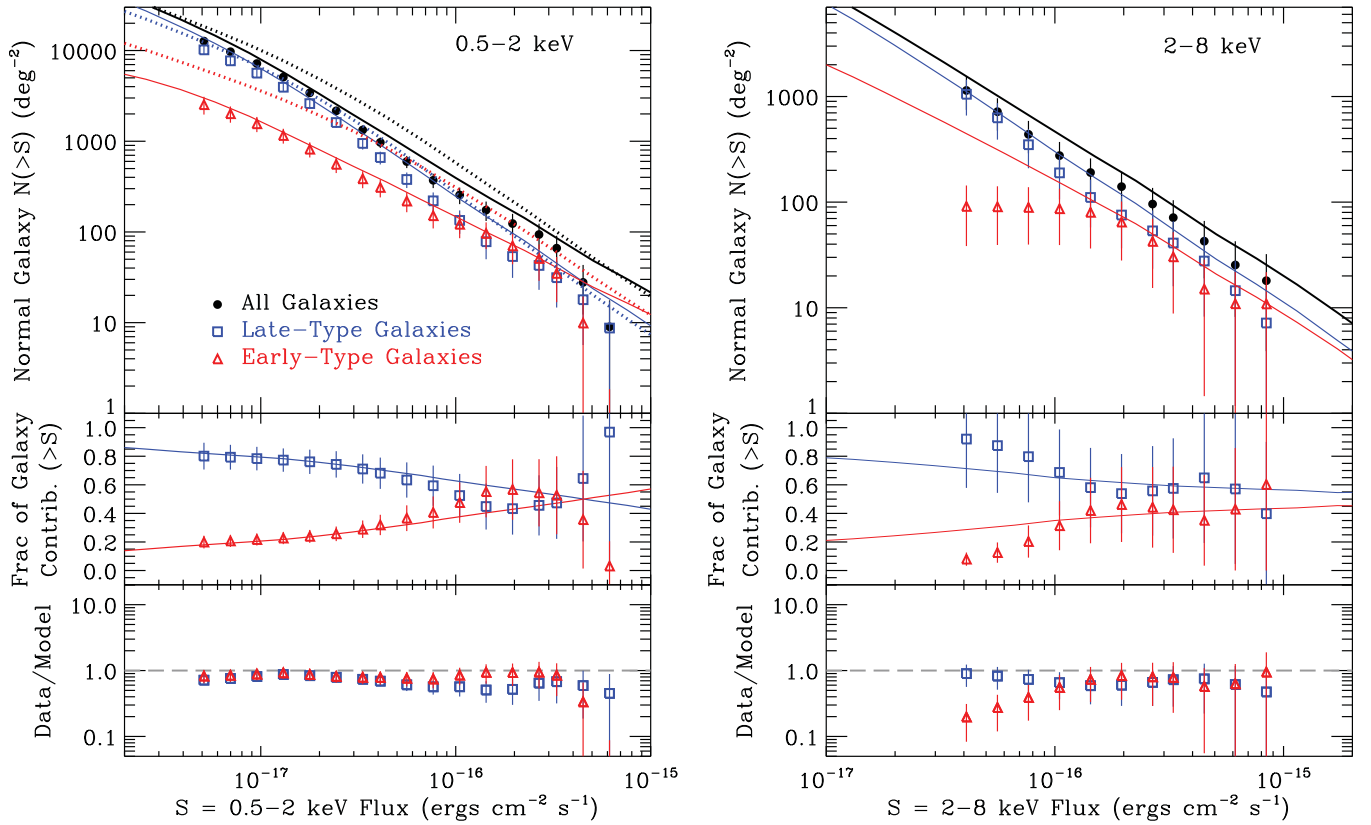 0.5−2 keV
Normal Galaxy N(>S) (deg⁻²)
10000
1000
100
10
1
All Galaxies
Late−Type Galaxies
Early−Type Galaxies
Frac of Galaxy
Contrib. (>S)
1.0
0.8
0.6
0.4
0.2
0.0
Data/Model
10.0
1.0
0.1
10⁻¹⁷
10⁻¹⁶
10⁻¹⁵
S = 0.5−2 keV Flux (ergs cm⁻² s⁻¹)
2−8 keV
Normal Galaxy N(>S) (deg⁻²)
1000
100
10
1
Frac of Galaxy
Contrib. (>S)
1.0
0.8
0.6
0.4
0.2
0.0
Data/Model
10.0
1.0
0.1
10⁻¹⁷
10⁻¹⁶
10⁻¹⁵
S = 2−8 keV Flux (ergs cm⁻² s⁻¹)